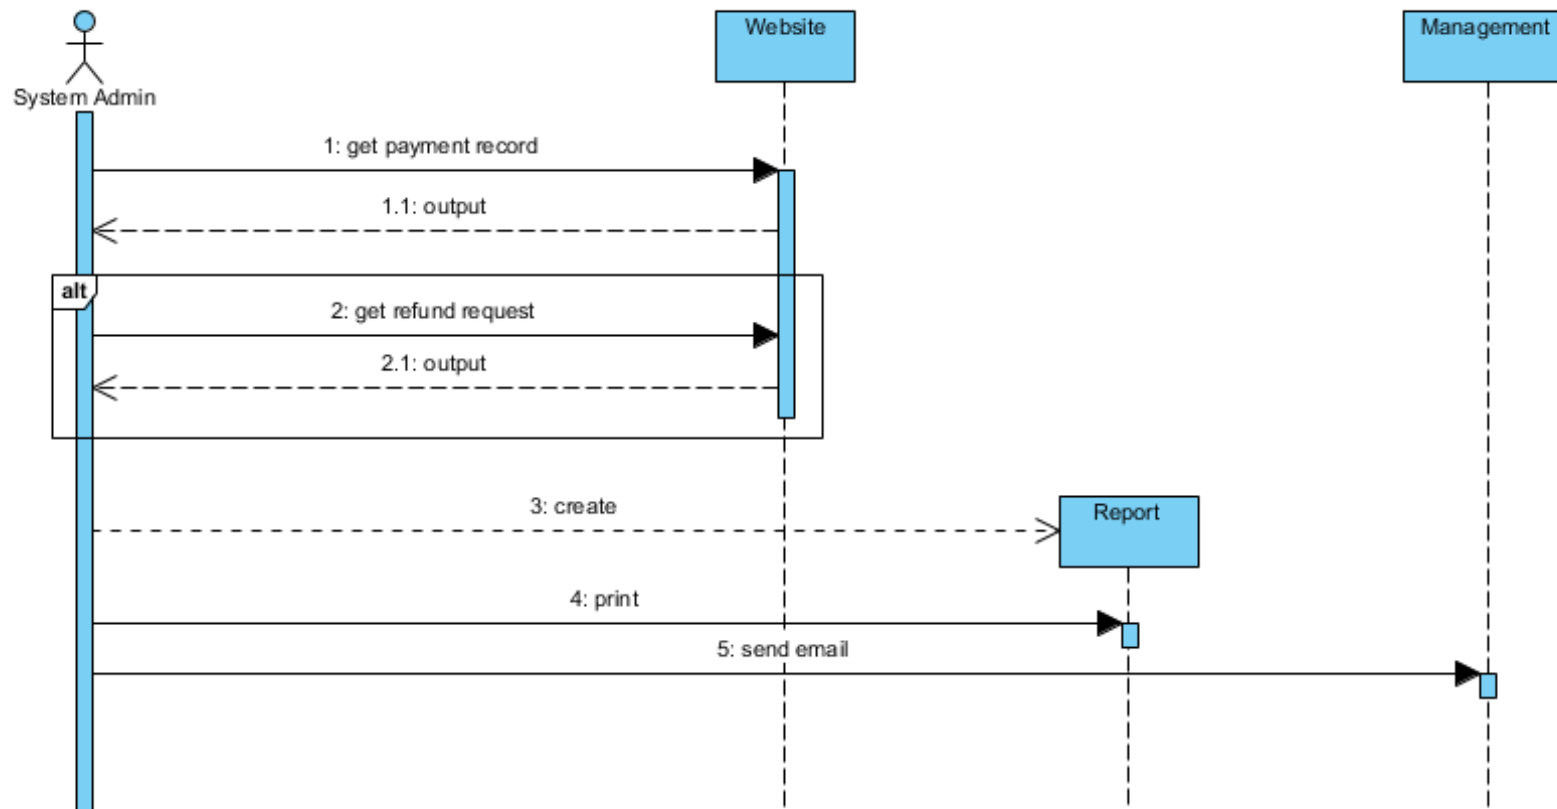 Website
Management
System Admin
1: get payment record
1.1: output
alt
2: get refund request
2.1: output
3: create
Report
4: print
5: send email